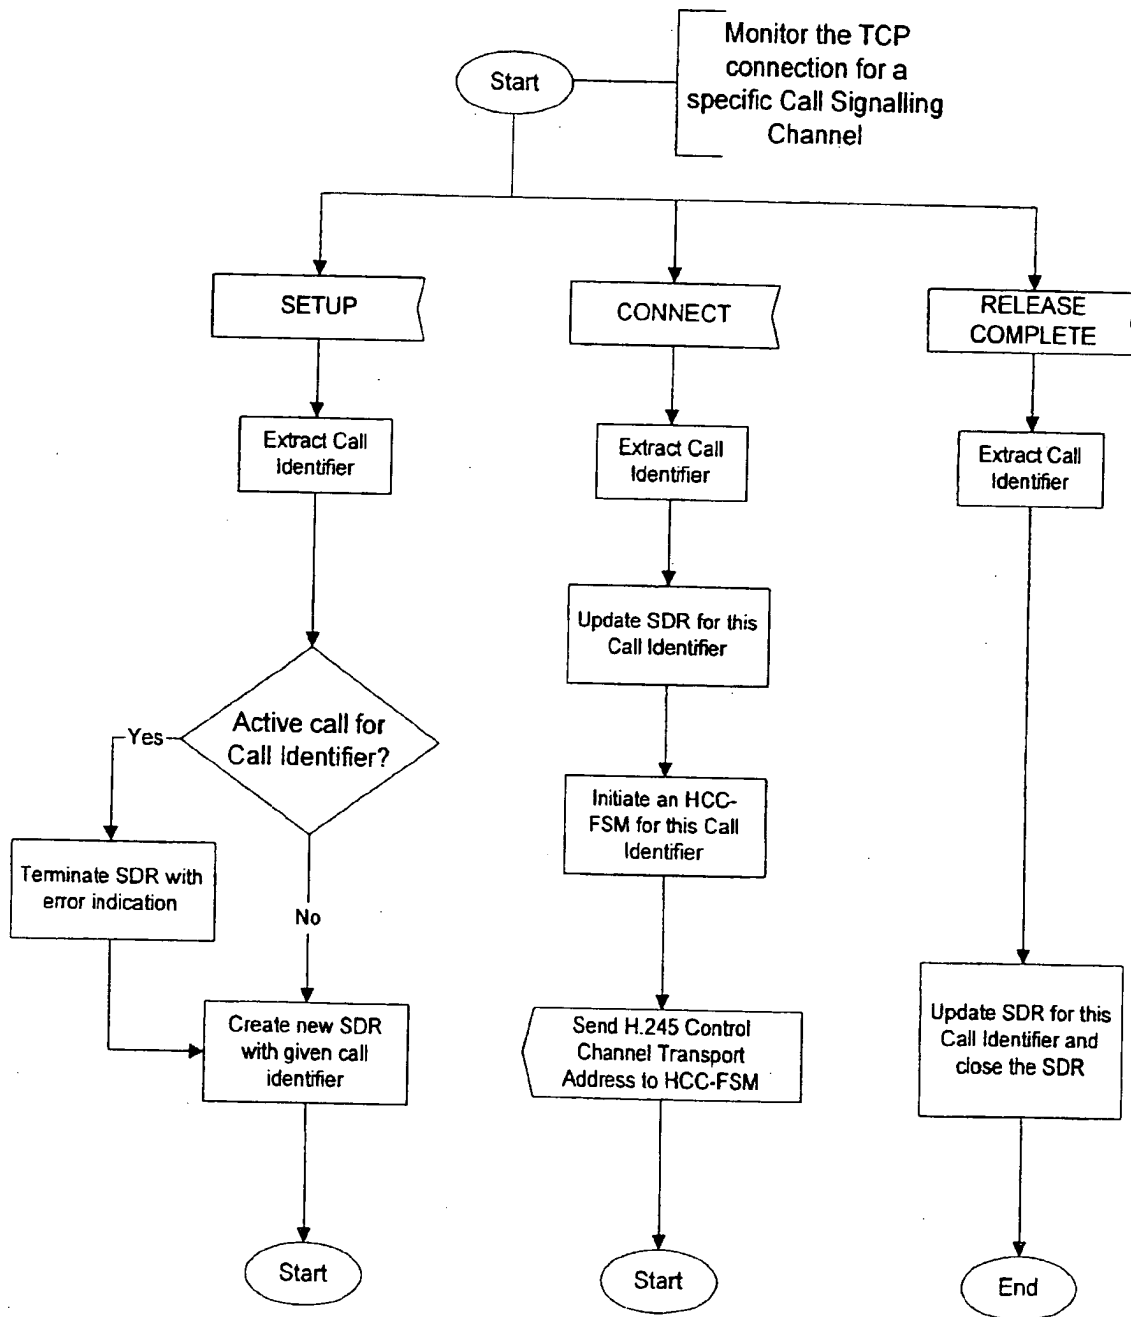 Start
Monitor the TCP
connection for a
specific Call Signalling
Channel
SETUP
CONNECT
RELEASE
COMPLETE
Extract Call
Identifier
Extract Call
Identifier
Extract Call
Identifier
Update SDR for this
Call Identifier
Active call for
Call Identifier?
Yes
No
Initiate an HCC-
FSM for this Call
Identifier
Terminate SDR with
error indication
Create new SDR
with given call
identifier
Send H.245 Control
Channel Transport
Address to HCC-FSM
Update SDR for this
Call Identifier and
close the SDR
Start
Start
End